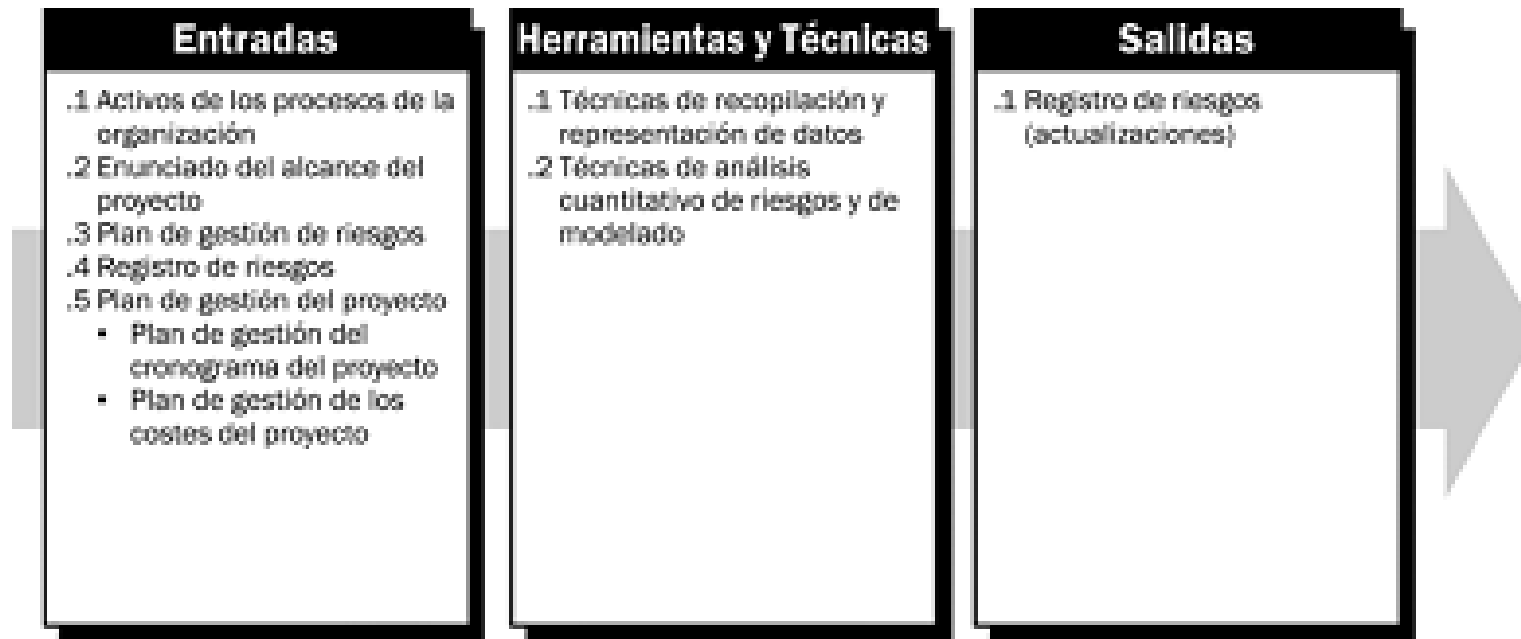 Entradas
.1 Activos de los procesos de la
organización
.2 Enunciado del alcance del
proyecto
.3 Plan de gestión de riesgos
.4 Registro de riesgos
.5 Plan de gestión del proyecto
▪ Plan de gestión del
cronograma del proyecto
▪ Plan de gestión de los
costes del proyecto
Herramientas y Técnicas
.1 Técnicas de recopilación y
representación de datos
.2 Técnicas de análisis
cuantitativo de riesgos y de
modelado
Salidas
.1 Registro de riesgos
(actualizaciones)